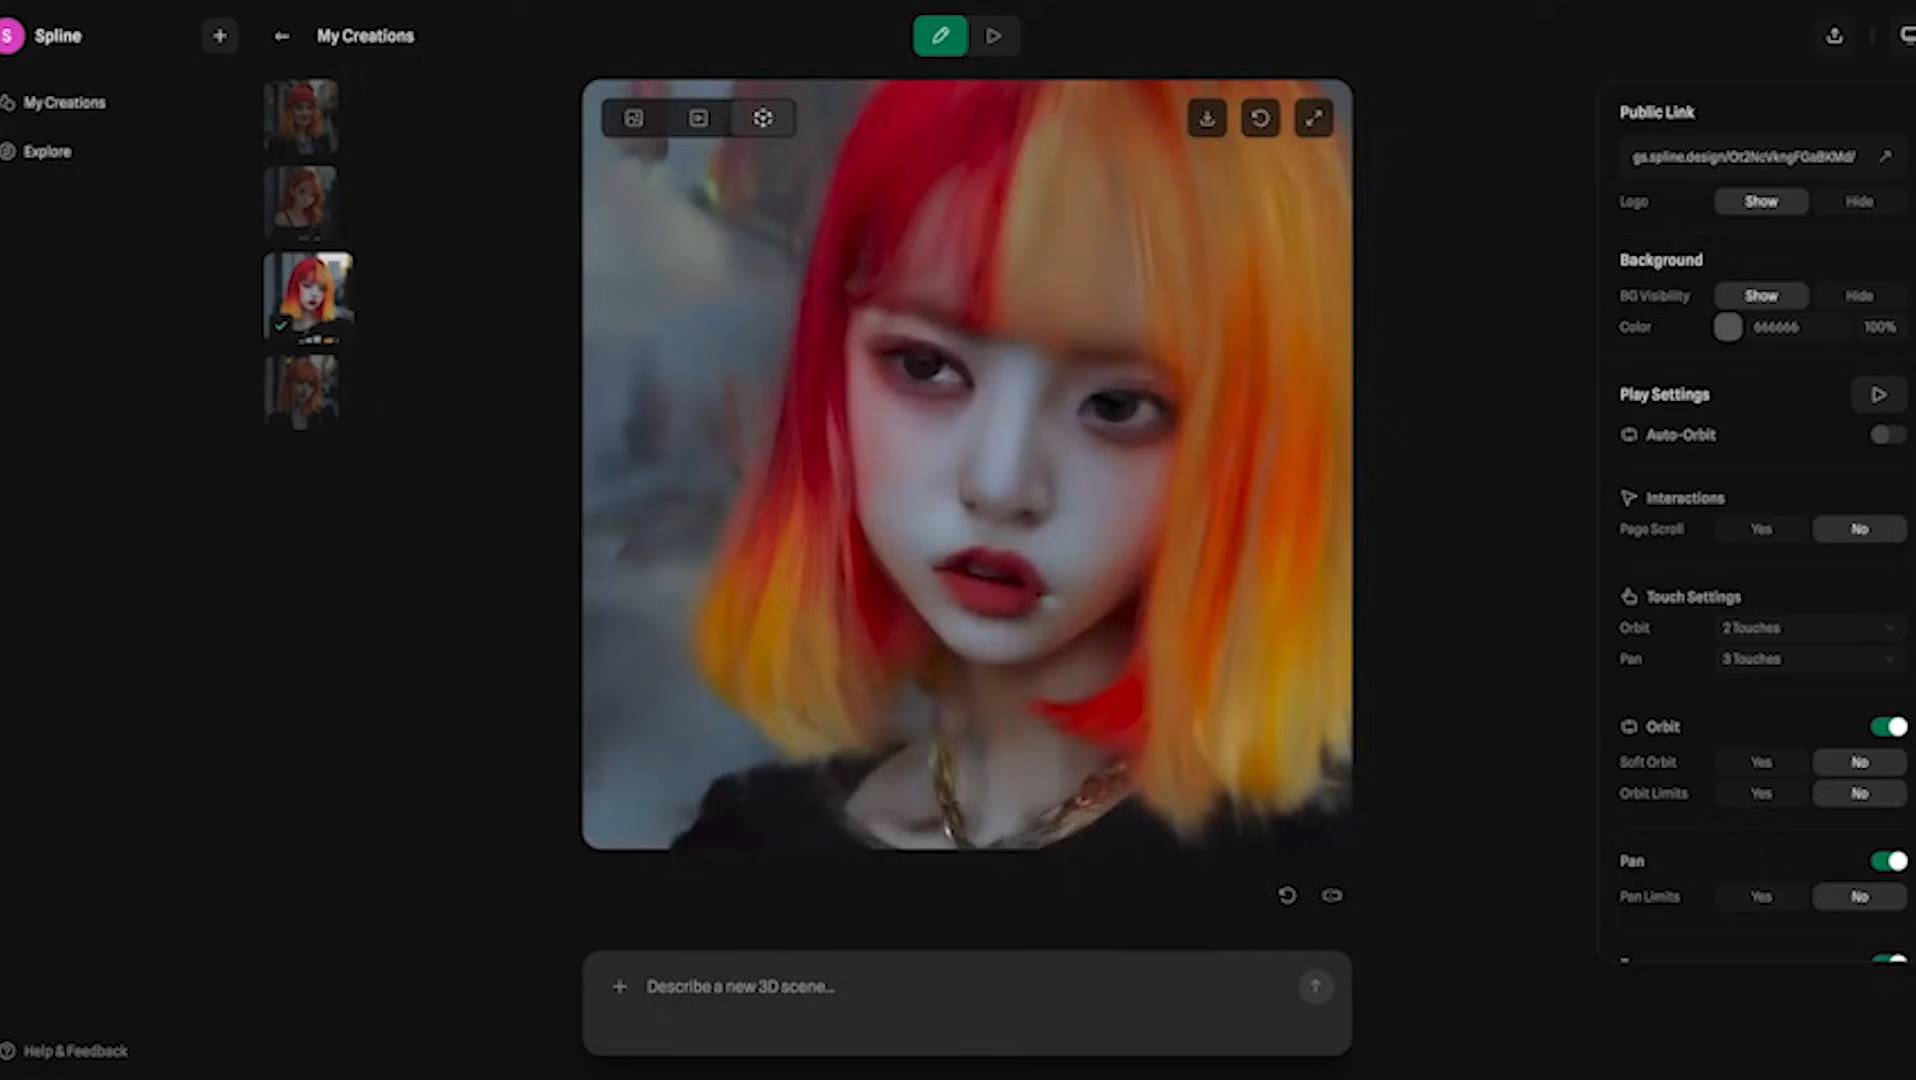 S Spline
My Creations
Explore
Help & Feedback
My Creations
Describe a new 3D scene...
Public Link
Logo Show Hide
Background
BG Visibility Show Hide
Color 666666 100%
Play Settings
Auto-Orbit
Interactions
Page Scroll Yes No
Touch Settings
Orbit 2 Touches
Pan 3 Touches
Orbit
Soft Orbit Yes No
Orbit Limits Yes No
Pan
Pan Limits Yes No